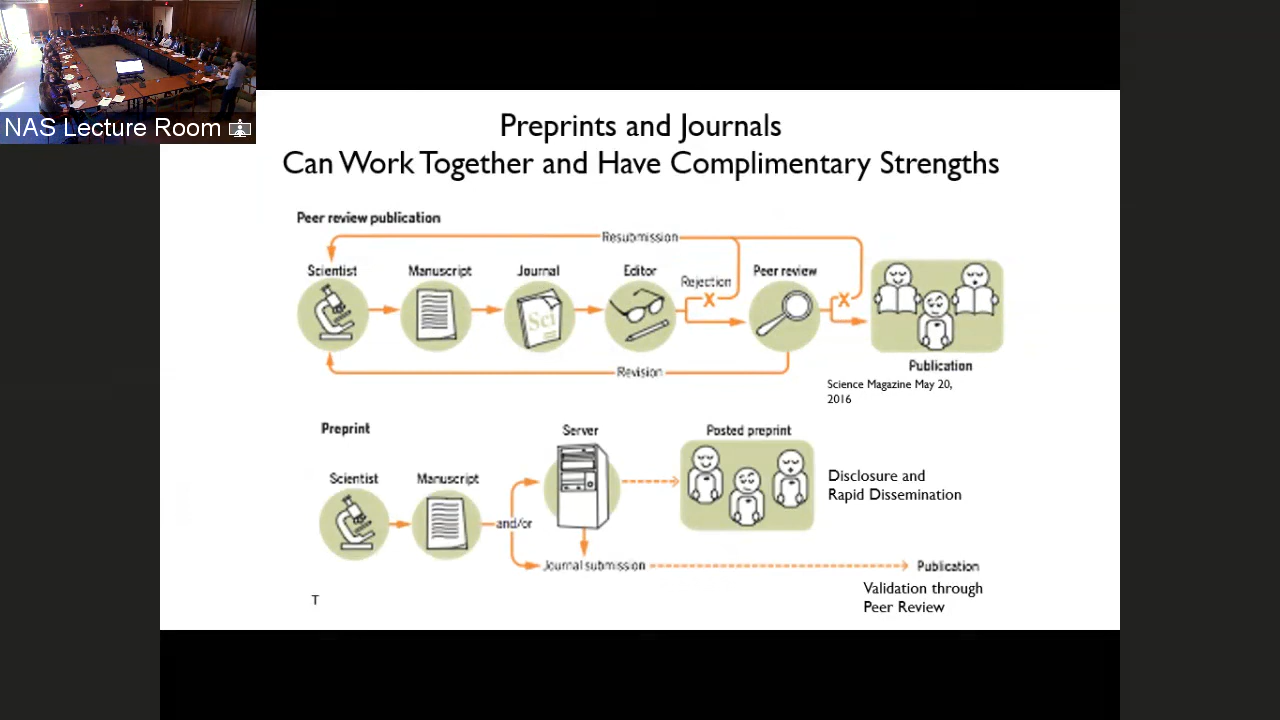 NAS Lecture Room
Preprints and Journals
Can Work Together and Have Complimentary Strengths
Peer review publication
Resubmission
Scientist
Manuscript
Journal
Editor
Rejection
Peer review
X
X
Sci
Publication
Revision
Science Magazine May 20,
2016
Preprint
Server
Posted preprint
Scientist
Manuscript
Disclosure and
Rapid Dissemination
and/or
Journal submission
Publication
Validation through
Peer Review
T